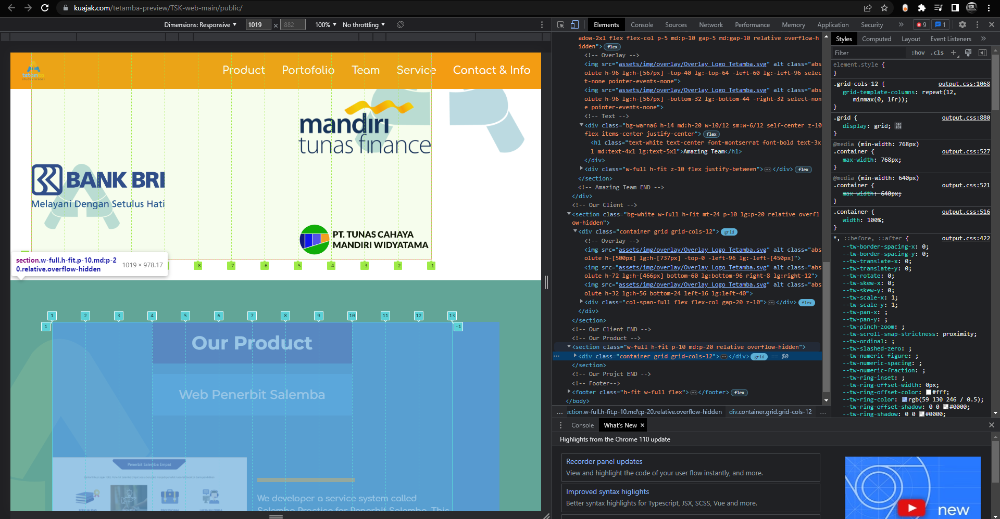 kuajak.com/tetamba-preview/TSK-web-main/public/
Dimensions: Responsive ▼ 1019 × 882 100% ▼ No throttling ▼
Elements Console Sources Network Performance Memory Application Security » 9 1
Product Portofolio Team Service Contact & Info
tetamba
mandiri
tunas finance
BANK BRI
Melayani Dengan Setulus Hati
PT. TUNAS CAHAYA
MANDIRI WIDYATAMA
section.w-full.h-fit.p-10.md:p-2
0.relative.overflow-hidden 1019 × 978.17
-8 -7 -6 -5 -4 -3 -2 -1
1 2 3 4 5 6 7 8 9 10 11 12 13
1 -1
Our Product
Web Penerbit Salemba
Penerbit Salemba Empat
We developer a service system called
Salemba Practice for Penerbit Salemba. This
adow-2xl flex flex-col p-5 md:p-10 gap-5 md:gap-10 relative overflow-h
idden"> flex
<!-- Overlay -->
<img src="assets/img/overlay/Overlay Logo Tetamba.svg" alt class="abs
olute h-96 lg:h-[567px] -top-40 lg:-top-64 -left-60 lg:-left-96 selec
t-none pointer-events-none">
<img src="assets/img/overlay/Overlay Logo Tetamba.svg" alt class="abs
olute h-96 lg:h-[567px] -bottom-32 lg:-bottom-44 -right-32 select-non
e pointer-events-none">
<!-- Text -->
▼<div class="bg-warna6 h-14 md:h-20 w-10/12 sm:w-6/12 self-center z-10
flex items-center justify-center"> flex
<h1 class="text-white text-center font-montserrat font-bold text-3x
l md:text-4xl lg:text-5xl">Amazing Team</h1>
</div>
▶<div class="w-full h-fit z-10 flex justify-between">…</div> flex
</section>
<!-- Amazing Team END -->
</div>
<!-- Our Client -->
▼<section class="bg-white w-full h-fit mt-24 p-10 lg:p-20 relative overfl
ow-hidden">
▼<div class="container grid grid-cols-12"> grid
<!-- Overlay -->
<img src="assets/img/overlay/Overlay Logo Tetamba.svg" alt class="abs
olute h-[500px] lg:h-[737px] -top-0 -left-96 lg:-left-[450px]">
<img src="assets/img/overlay/Overlay Logo Tetamba.svg" alt class="abs
olute h-72 lg:h-[466px] bottom-60 lg:bottom-96 right-8 lg:right-12">
<img src="assets/img/overlay/Overlay Logo Tetamba.svg" alt class="abs
olute h-32 lg:h-56 bottom-24 left-16 lg:left-40">
▶<div class="col-span-full flex flex-col gap-20 z-10">…</div> flex
</div>
</section>
<!-- Our Client END -->
<!-- Our Product -->
▼<section class="w-full h-fit p-10 md:p-20 relative overflow-hidden">
… ▶<div class="container grid grid-cols-12">…</div> grid == $0
</section>
<!-- Our Projct END -->
<!-- Footer-->
▶<footer class="h-fit w-full flex">…</footer> flex
</body>
… ection.w-full.h-fit.p-10.md\:p-20.relative.overflow-hidden div.container.grid.grid-cols-12 …
Styles Computed Layout Event Listeners »
Filter :hov .cls +
element.style {
}
.grid-cols-12 { output.css:1068
grid-template-columns: repeat(12,
minmax(0, 1fr));
}
.grid { output.css:880
display: grid;
}
@media (min-width: 768px)
.container { output.css:527
max-width: 768px;
}
@media (min-width: 640px)
.container { output.css:521
max-width: 640px;
}
.container { output.css:516
width: 100%;
}
*, ::before, ::after { output.css:422
--tw-border-spacing-x: 0;
--tw-border-spacing-y: 0;
--tw-translate-x: 0;
--tw-translate-y: 0;
--tw-rotate: 0;
--tw-skew-x: 0;
--tw-skew-y: 0;
--tw-scale-x: 1;
--tw-scale-y: 1;
--tw-pan-x: ;
--tw-pan-y: ;
--tw-pinch-zoom: ;
--tw-scroll-snap-strictness: proximity;
--tw-ordinal: ;
--tw-slashed-zero: ;
--tw-numeric-figure: ;
--tw-numeric-spacing: ;
--tw-numeric-fraction: ;
--tw-ring-inset: ;
--tw-ring-offset-width: 0px;
--tw-ring-offset-color: #fff;
--tw-ring-color: rgb(59 130 246 / 0.5);
--tw-ring-offset-shadow: 0 0 #0000;
--tw-ring-shadow: 0 0 #0000;
Console What's New ×
Highlights from the Chrome 110 update
Recorder panel updates
View and highlight the code of your user flow instantly, and more.
Improved syntax higlights
Better syntax highlights for Typescript, JSX, SCSS, Vue and more.
new